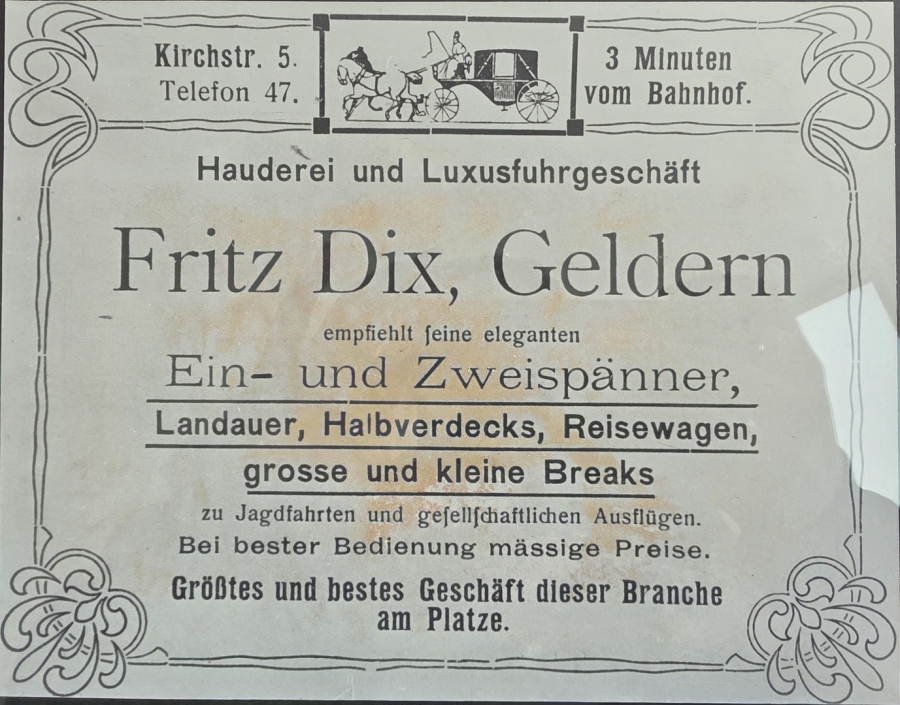 Kirchstr. 5.
Telefon 47.
3 Minuten
vom Bahnhof.
Hauderei und Luxusfuhrgeschäft
Fritz Dix, Geldern
empfiehlt ſeine eleganten
Ein- und Zweispänner,
Landauer, Halbverdecks, Reisewagen,
grosse und kleine Breaks
zu Jagdfahrten und geſellſchaftlichen Ausflügen.
Bei bester Bedienung mässige Preise.
Größtes und bestes Geschäft dieser Branche
am Platze.